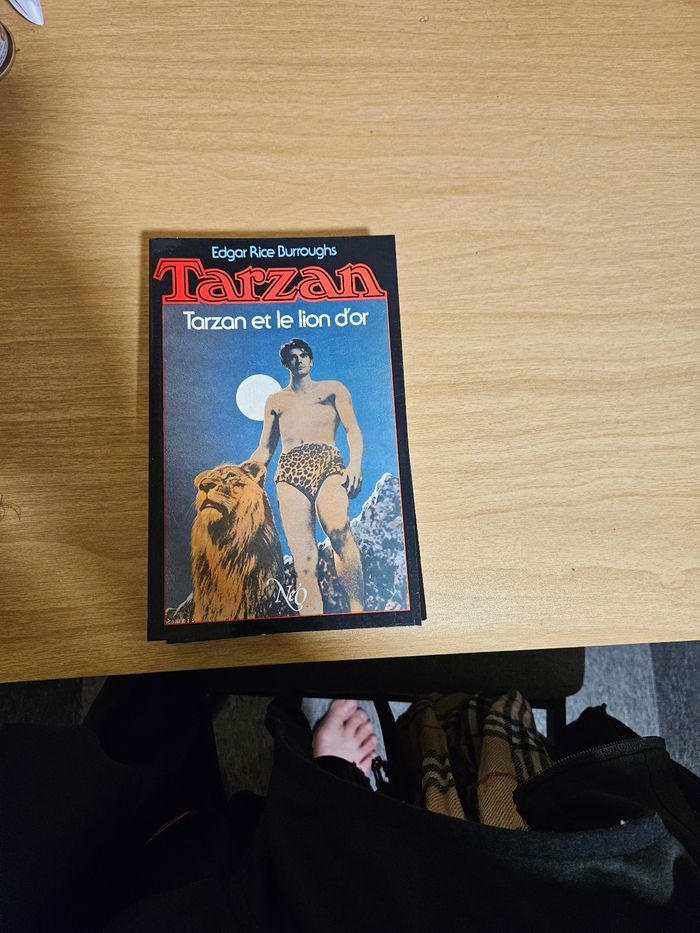 Edgar Rice Burroughs
Tarzan
Tarzan et le lion d'or
NéO